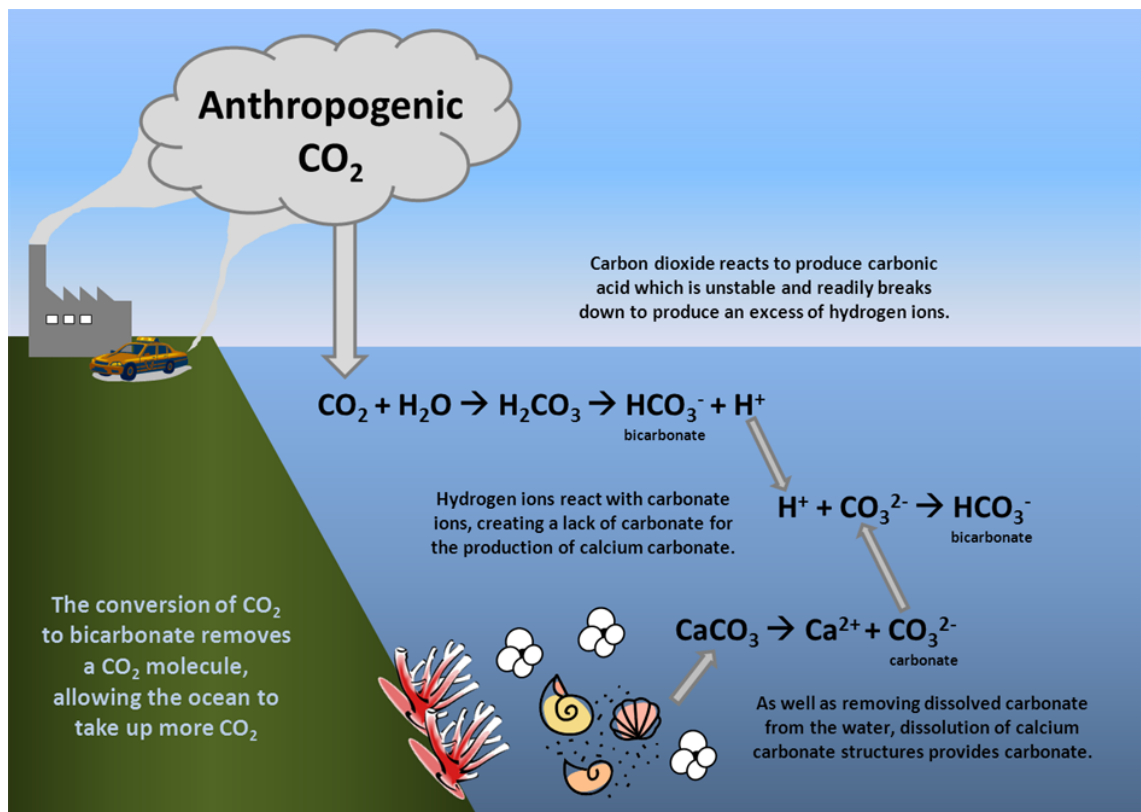 Anthropogenic
CO₂
Carbon dioxide reacts to produce carbonic
acid which is unstable and readily breaks
down to produce an excess of hydrogen ions.
CO₂ + H₂O → H₂CO₃ → HCO₃⁻ + H⁺
bicarbonate
Hydrogen ions react with carbonate
ions, creating a lack of carbonate for
the production of calcium carbonate.
H⁺ + CO₃²⁻ → HCO₃⁻
bicarbonate
The conversion of CO₂
to bicarbonate removes
a CO₂ molecule,
allowing the ocean to
take up more CO₂
CaCO₃ → Ca²⁺ + CO₃²⁻
carbonate
As well as removing dissolved carbonate
from the water, dissolution of calcium
carbonate structures provides carbonate.